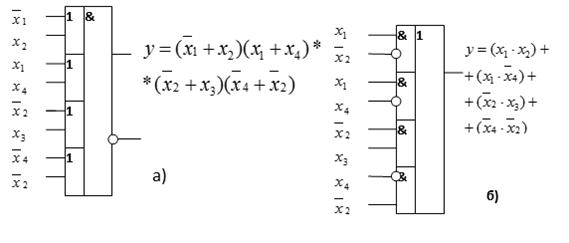 x̅1 1 &
x2
x1 1
x4
x̅2 1
x3
x̅4 1
x̅2
y = (x̅1 + x2)(x1 + x4)*
*(x̅2 + x3)(x̅4 + x̅2)
а)
x1 & 1
x̅2
x1 &
x4
x̅2 &
x3
x4 &
x̅2
y = (x1 · x2) +
+ (x1 · x̅4) +
+ (x̅2 · x3) +
+ (x̅4 · x̅2)
б)